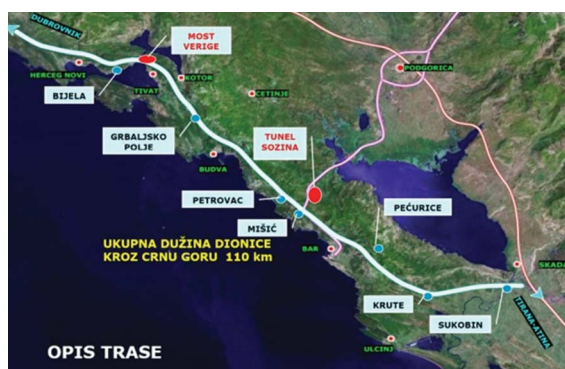 DUBROVNIK
MOST
VERIGE
HERCEG NOVI
BIJELA
TIVAT
KOTOR
CETINJE
PODGORICA
GRBALJSKO
POLJE
TUNEL
SOZINA
BUDVA
PETROVAC
MIŠIĆ
PEĆURICE
UKUPNA DUŽINA DIONICE
KROZ CRNU GORU 110 km
BAR
SKADA
KRUTE
SUKOBIN
TIRANA-ATINA
OPIS TRASE
ULCINJ